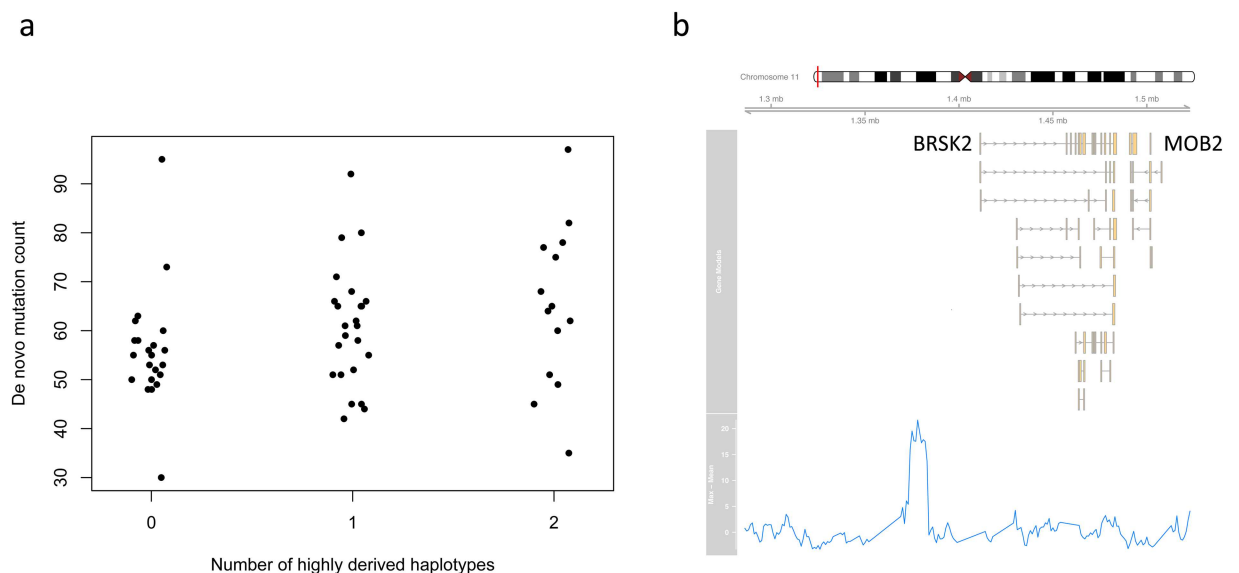 a
De novo mutation count
90
80
70
60
50
40
30
0
1
2
Number of highly derived haplotypes
b
Chromosome 11
1.3 mb
1.4 mb
1.5 mb
1.35 mb
1.45 mb
BRSK2
MOB2
Gene Models
Max – Mean
20
15
10
5
0